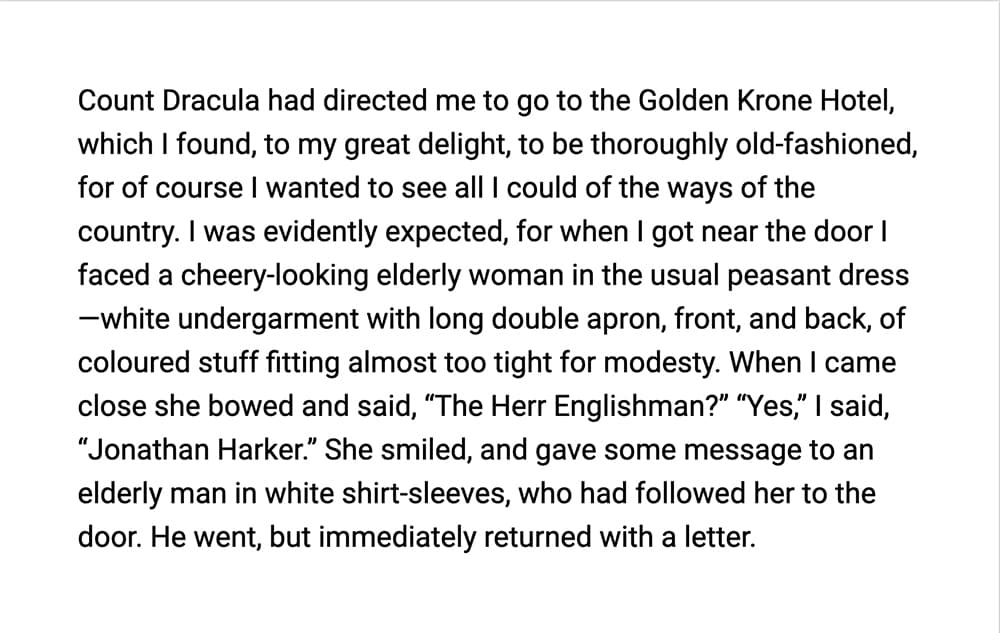 Count Dracula had directed me to go to the Golden Krone Hotel,
which I found, to my great delight, to be thoroughly old-fashioned,
for of course I wanted to see all I could of the ways of the
country. I was evidently expected, for when I got near the door I
faced a cheery-looking elderly woman in the usual peasant dress
—white undergarment with long double apron, front, and back, of
coloured stuff fitting almost too tight for modesty. When I came
close she bowed and said, “The Herr Englishman?” “Yes,” I said,
“Jonathan Harker.” She smiled, and gave some message to an
elderly man in white shirt-sleeves, who had followed her to the
door. He went, but immediately returned with a letter.